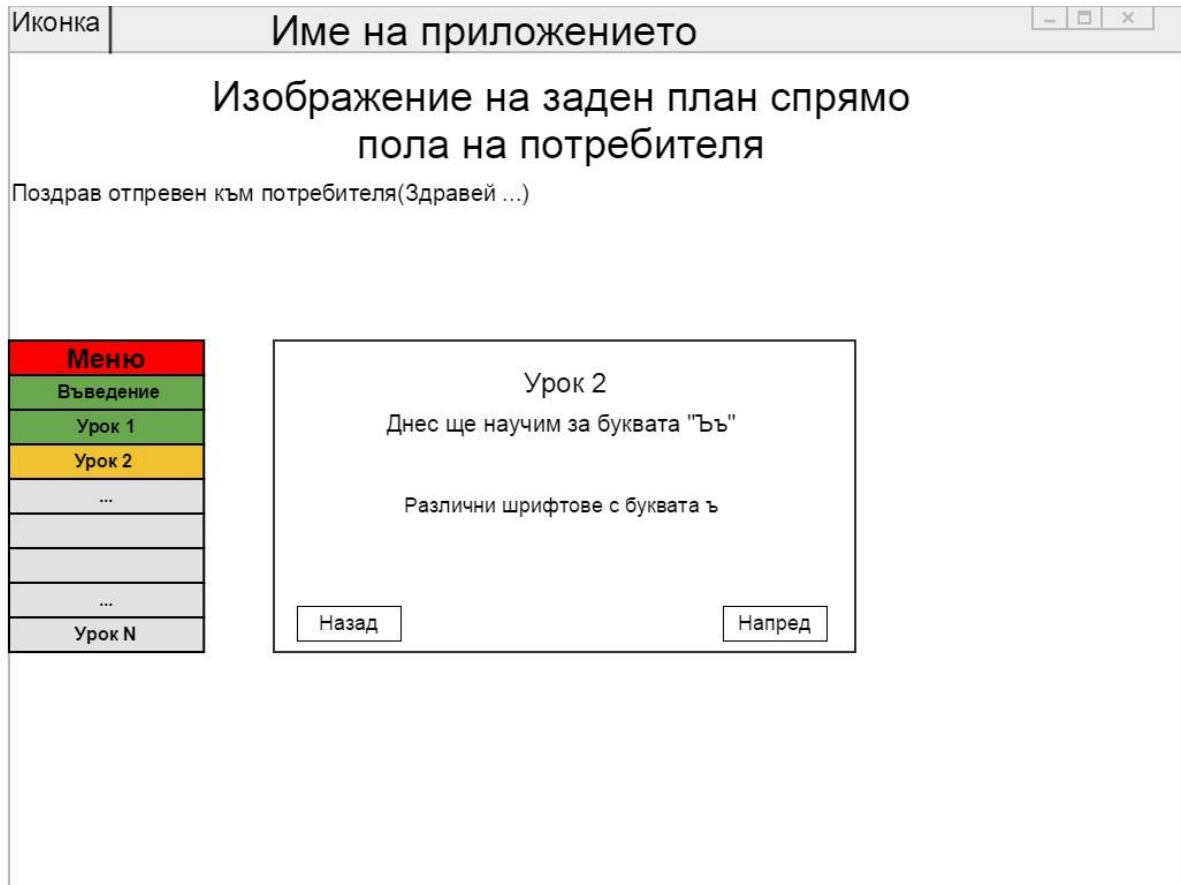 Иконка
Име на приложението
Изображение на заден план спрямо
пола на потребителя
Поздрав отпревен към потребителя(Здравей ...)
Меню
Въведение
Урок 1
Урок 2
...
...
Урок N
Урок 2
Днес ще научим за буквата "Ъъ"
Различни шрифтове с буквата ъ
Назад
Напред